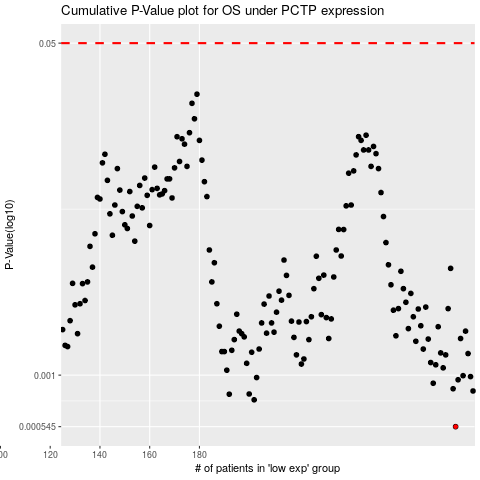 Cumulative P-Value plot for OS under PCTP expression
0.05
P-Value(log10)
0.001
0.000545
00 120 140 160 180
# of patients in 'low exp' group